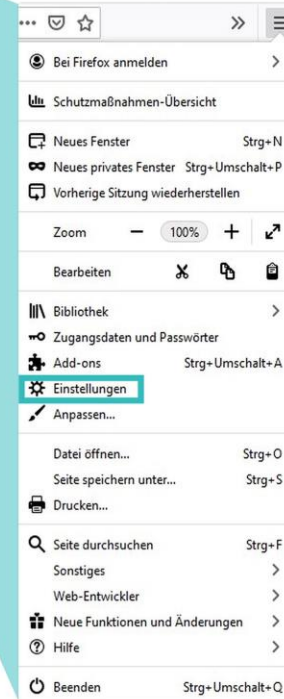 Bei Firefox anmelden
Schutzmaßnahmen-Übersicht
Neues Fenster Strg+N
Neues privates Fenster Strg+Umschalt+P
Vorherige Sitzung wiederherstellen
Zoom 100%
Bearbeiten
Bibliothek
Zugangsdaten und Passwörter
Add-ons Strg+Umschalt+A
Einstellungen
Anpassen...
Datei öffnen... Strg+O
Seite speichern unter... Strg+S
Drucken...
Seite durchsuchen Strg+F
Sonstiges
Web-Entwickler
Neue Funktionen und Änderungen
Hilfe
Beenden Strg+Umschalt+Q